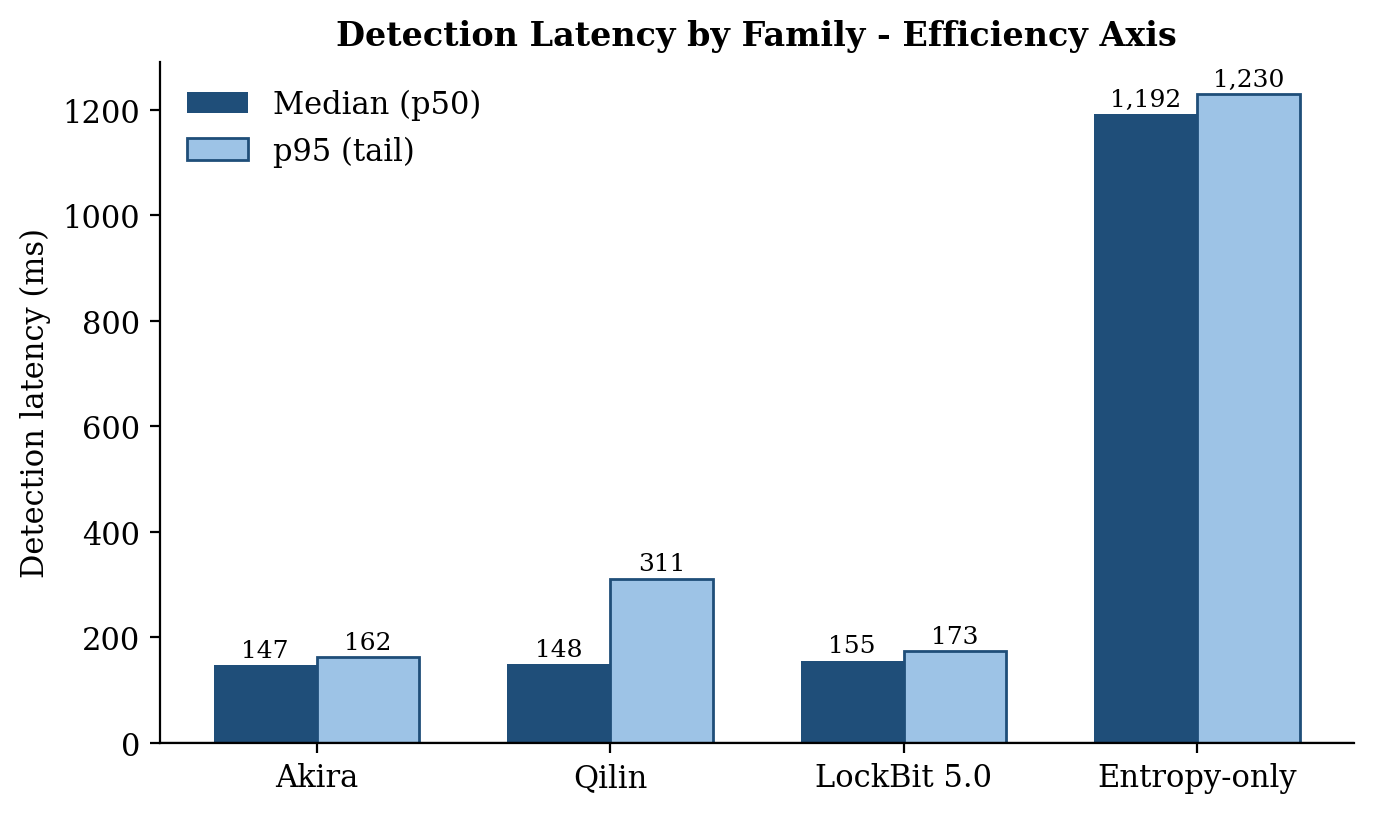 Detection Latency by Family - Efficiency Axis
Median (p50)
p95 (tail)
Detection latency (ms)
1200
1000
800
600
400
200
0
147
162
148
311
155
173
1,192
1,230
Akira
Qilin
LockBit 5.0
Entropy-only